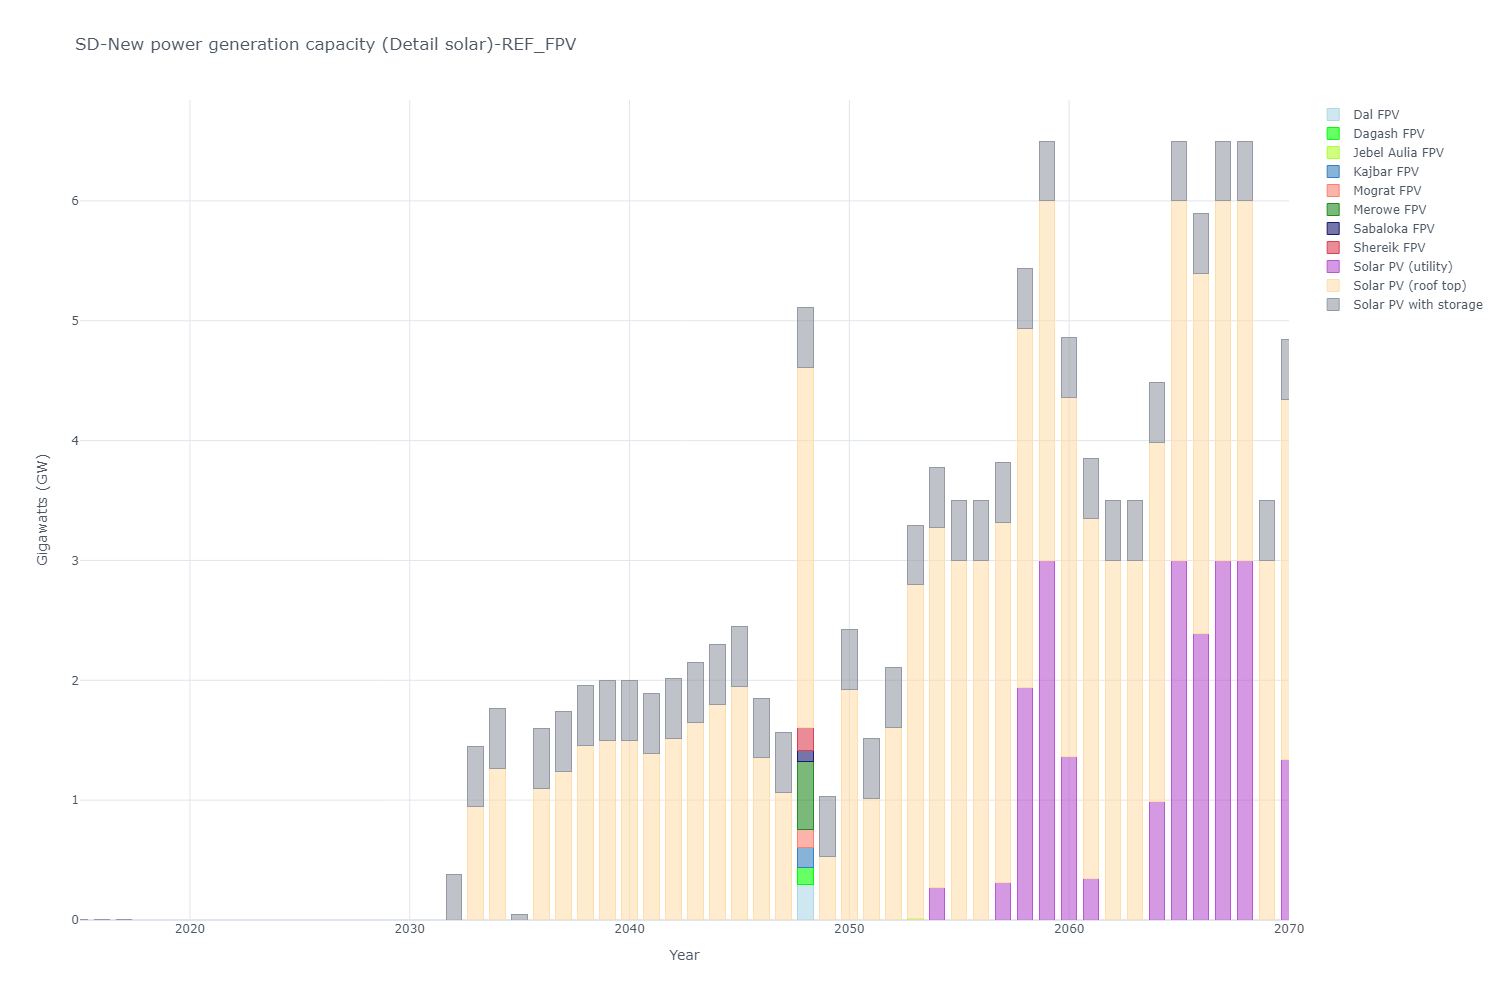 SD-New power generation capacity (Detail solar)-REF_FPV
Dal FPV
Dagash FPV
Jebel Aulia FPV
Kajbar FPV
Mograt FPV
Merowe FPV
Sabaloka FPV
Shereik FPV
Solar PV (utility)
Solar PV (roof top)
Solar PV with storage
6
5
4
3
2
1
0
Gigawatts (GW)
2020
2030
2040
2050
2060
2070
Year